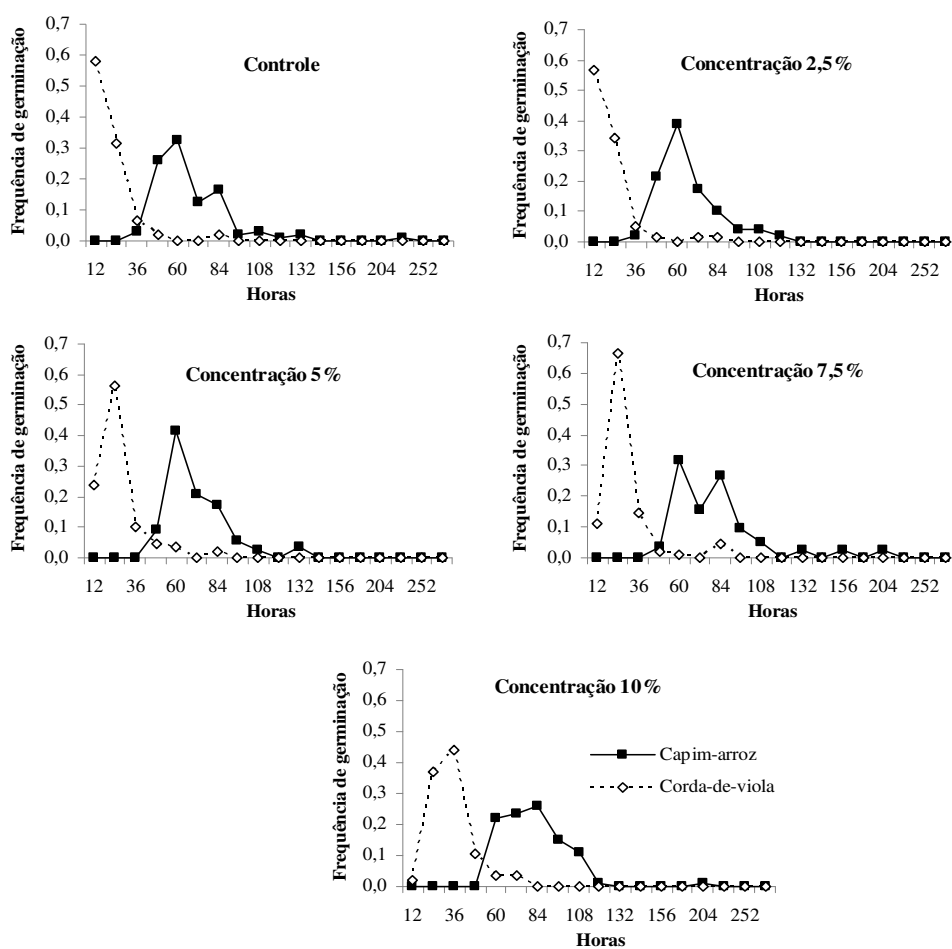 Controle
Frequência de germinação
0,7
0,6
0,5
0,4
0,3
0,2
0,1
0,0
12 36 60 84 108 132 156 204 252
Horas
Concentração 2,5%
Frequência de germinação
0,7
0,6
0,5
0,4
0,3
0,2
0,1
0,0
12 36 60 84 108 132 156 204 252
Horas
Concentração 5%
Frequência de germinação
0,7
0,6
0,5
0,4
0,3
0,2
0,1
0,0
12 36 60 84 108 132 156 204 252
Horas
Concentração 7,5%
Frequência de germinação
0,7
0,6
0,5
0,4
0,3
0,2
0,1
0,0
12 36 60 84 108 132 156 204 252
Horas
Concentração 10%
Frequência de germinação
0,7
0,6
0,5
0,4
0,3
0,2
0,1
0,0
Capim-arroz
Corda-de-viola
12 36 60 84 108 132 156 204 252
Horas